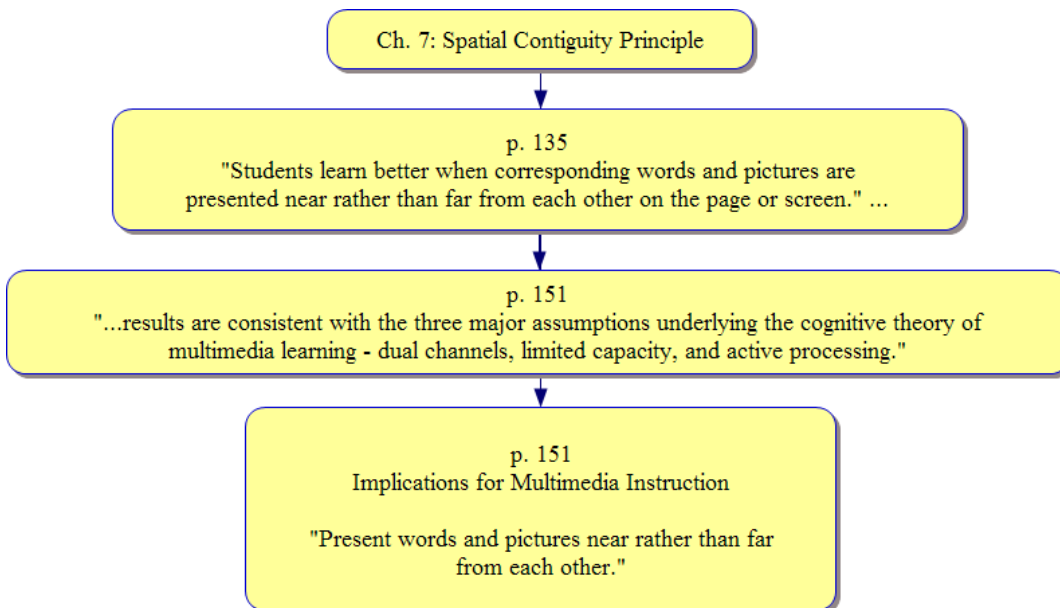 Ch. 7: Spatial Contiguity Principle
p. 135
"Students learn better when corresponding words and pictures are
presented near rather than far from each other on the page or screen." ...
p. 151
"...results are consistent with the three major assumptions underlying the cognitive theory of
multimedia learning - dual channels, limited capacity, and active processing."
p. 151
Implications for Multimedia Instruction
"Present words and pictures near rather than far
from each other."